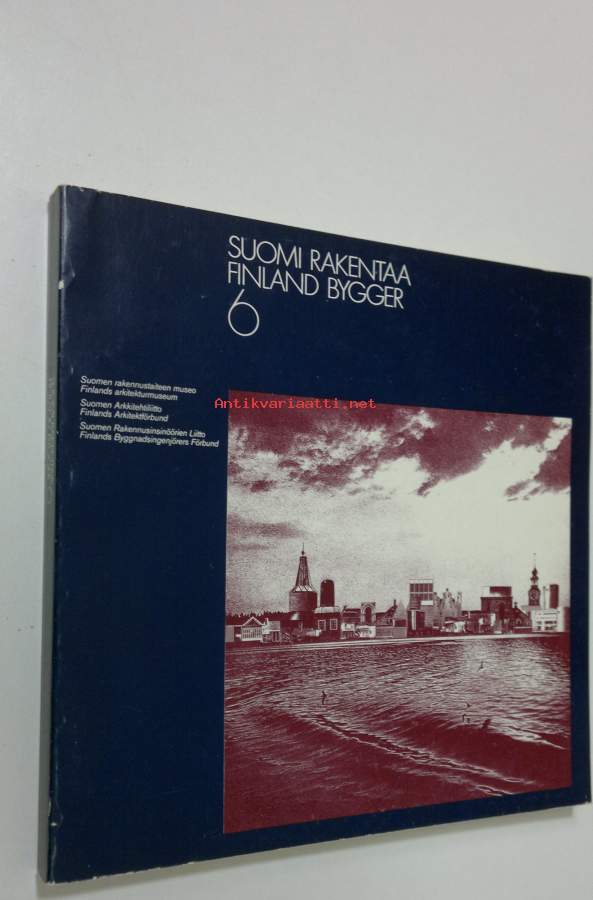 SUOMI RAKENTAA
FINLAND BYGGER
6
Suomen rakennustaiteen museo
Finlands arkitekturmuseum
Suomen Arkkitehtiliitto
Finlands Arkitektförbund
Suomen Rakennusinsinöörien Liitto
Finlands Byggnadsingenjörers Förbund
Antikvariaatti.net